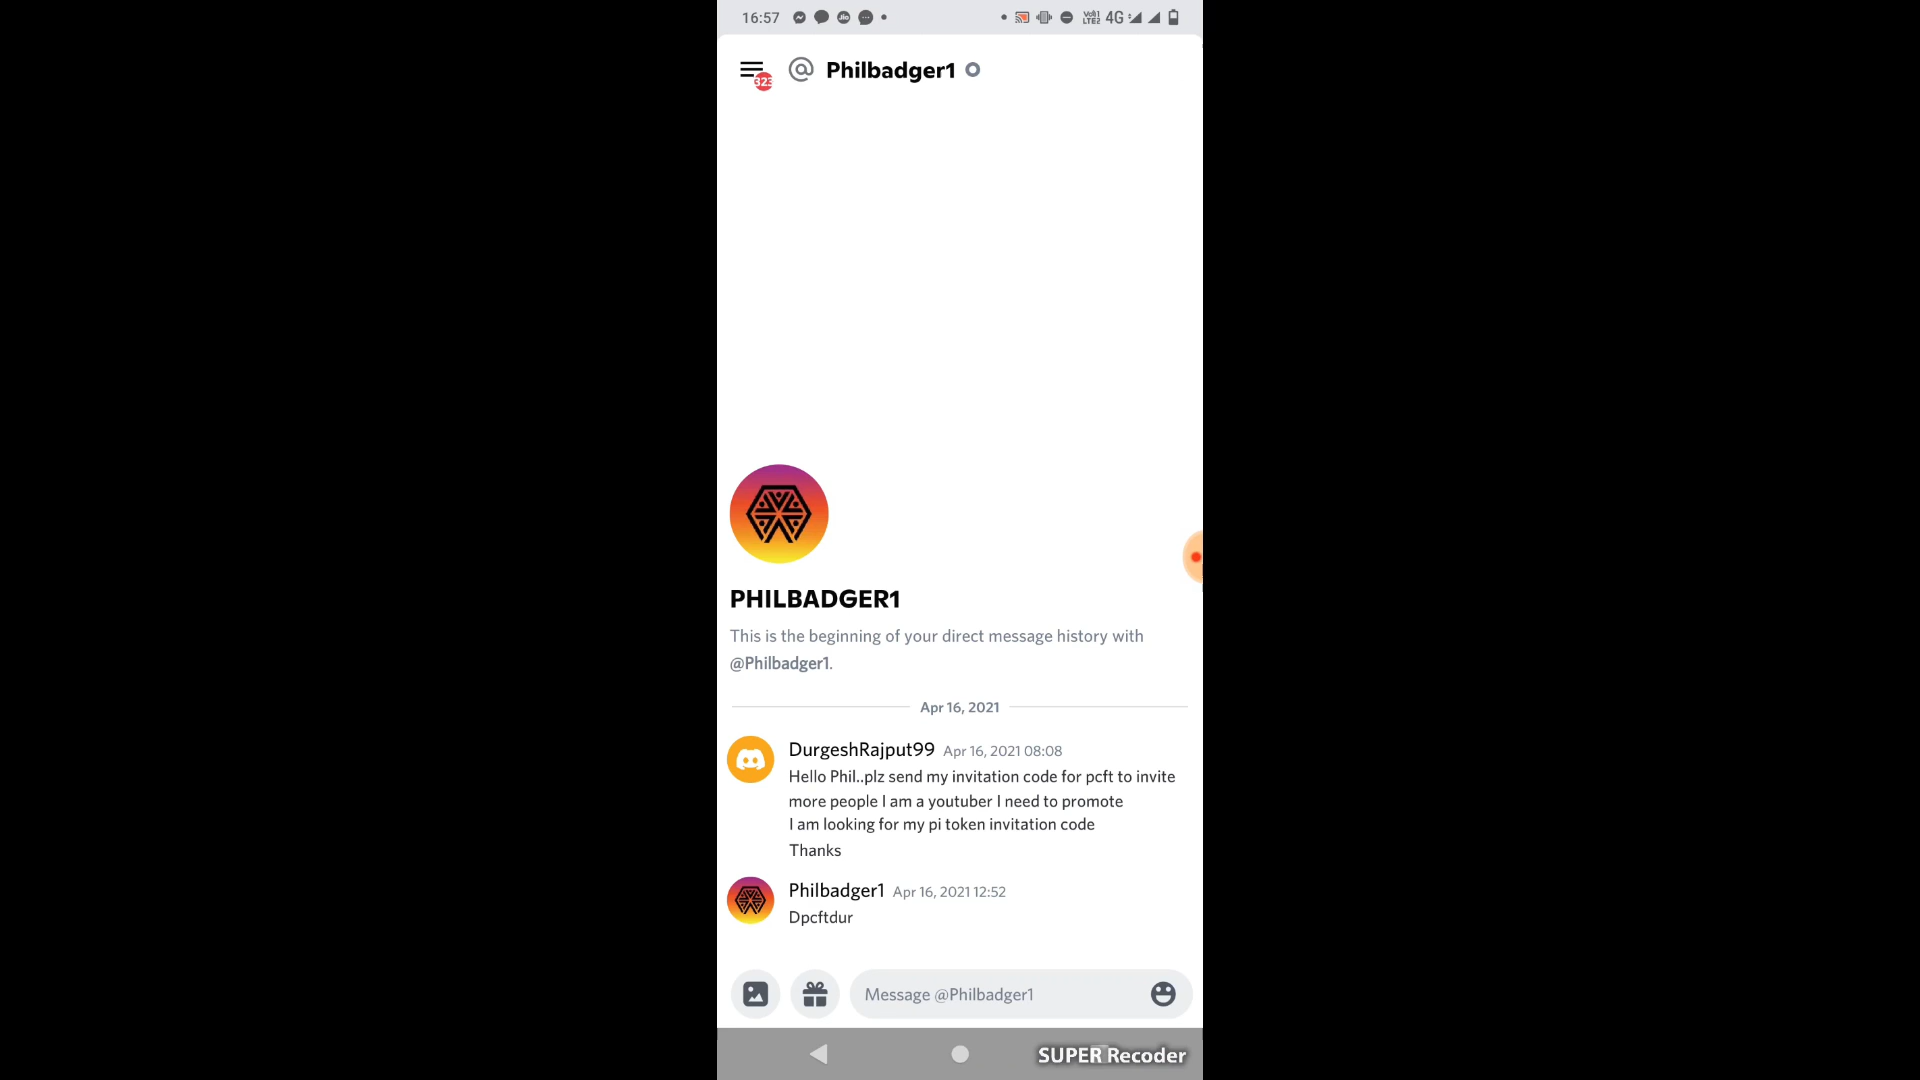 16:57
4G
323
Philbadger1
PHILBADGER1
This is the beginning of your direct message history with
@Philbadger1.
Apr 16, 2021
DurgeshRajput99 Apr 16, 2021 08:08
Hello Phil..plz send my invitation code for pcft to invite
more people I am a youtuber I need to promote
I am looking for my pi token invitation code
Thanks
Philbadger1 Apr 16, 2021 12:52
Dpcftdur
Message @Philbadger1
SUPER Recoder